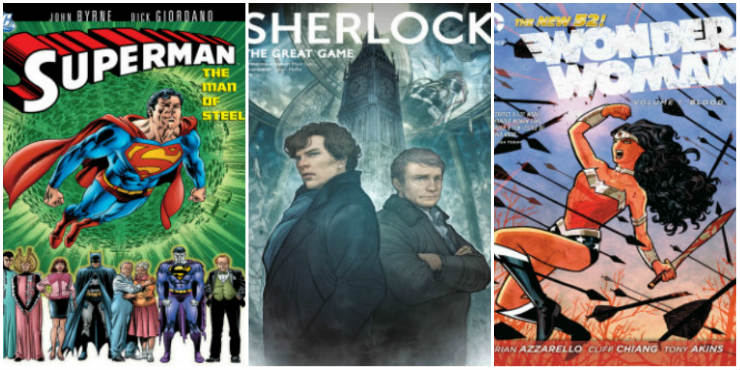 JOHN BYRNE DICK GIORDANO
SUPERMAN
THE
MAN
OF
STEEL
SHERLOCK
THE GREAT GAME
THE NEW 52!
WONDER
WOMAN
VOLUME 1 BLOOD
RIAN AZZARELLO CLIFF CHIANG TONY AKINS